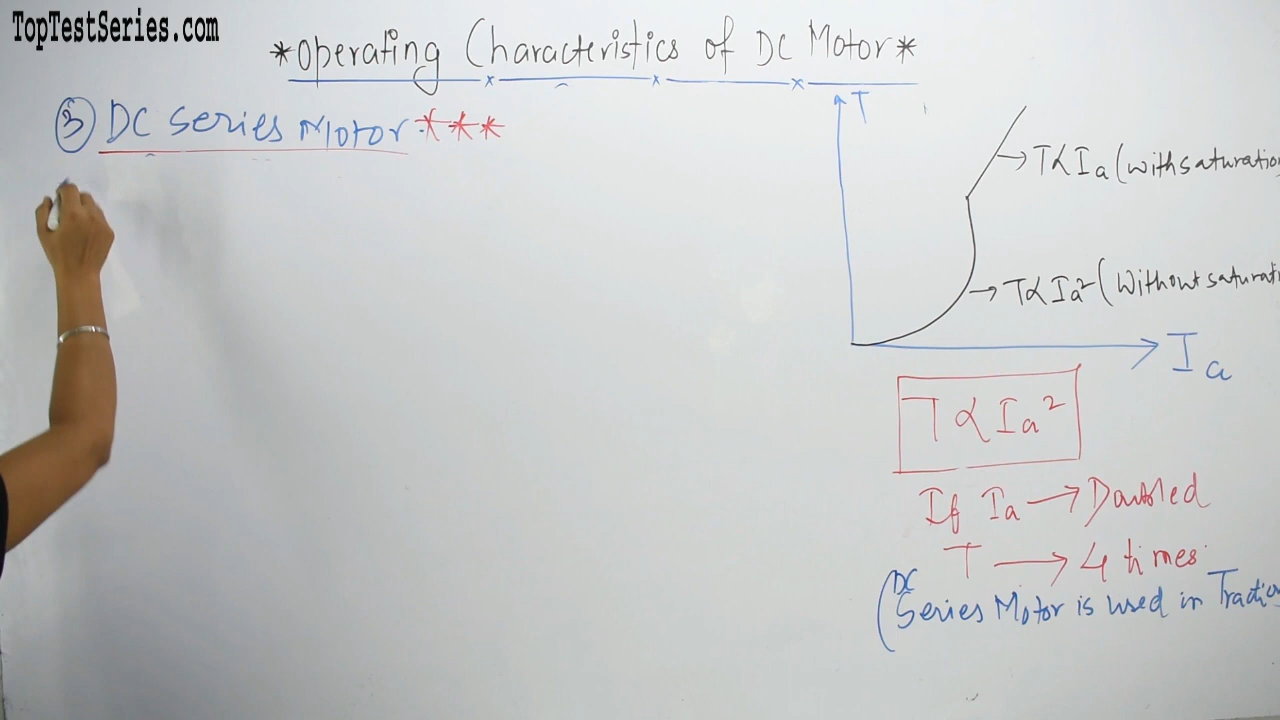 TopTestSeries.com
*Operating Characteristics of DC Motor*
③ DC Series Motor ***
T
→ T∝Ia (with saturation
→ T∝Ia² (without saturati
Ia
T∝Ia²
If Ia → Doubled
T → 4 times
(DC Series Motor is used in Traction